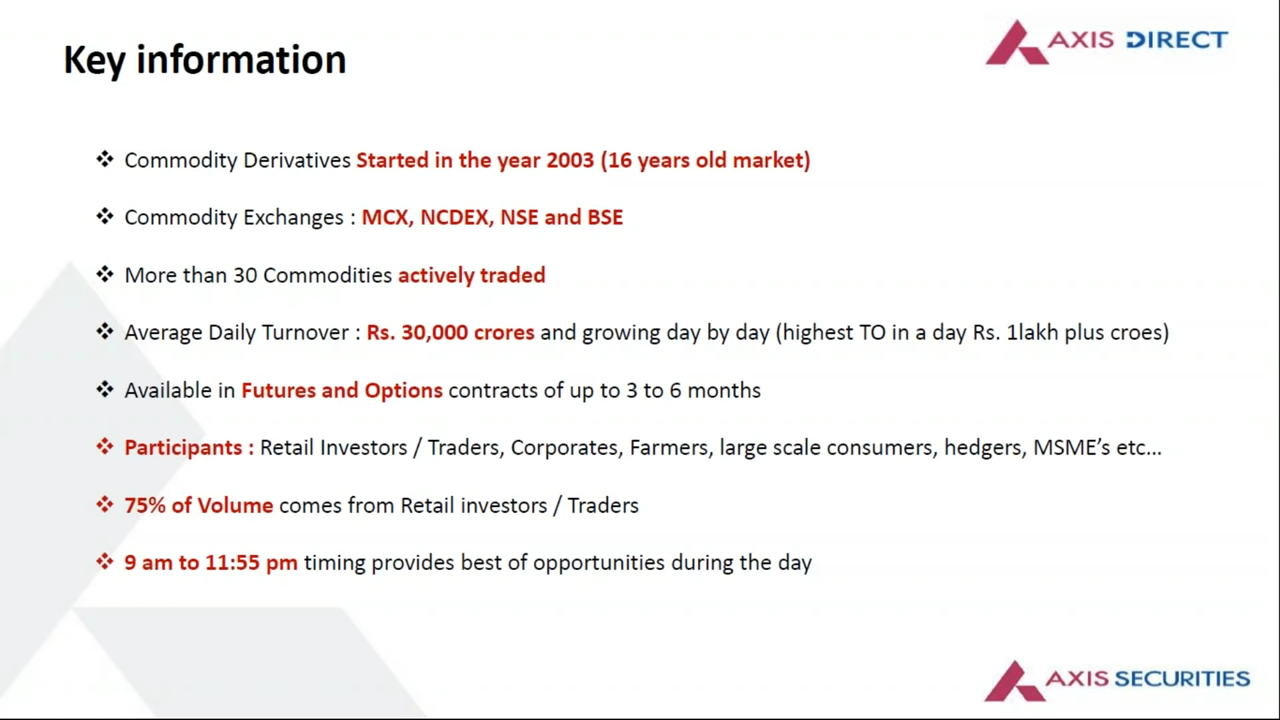 Key information
AXIS DIRECT
❖ Commodity Derivatives Started in the year 2003 (16 years old market)
❖ Commodity Exchanges : MCX, NCDEX, NSE and BSE
❖ More than 30 Commodities actively traded
❖ Average Daily Turnover : Rs. 30,000 crores and growing day by day (highest TO in a day Rs. 1lakh plus croes)
❖ Available in Futures and Options contracts of up to 3 to 6 months
❖ Participants : Retail Investors / Traders, Corporates, Farmers, large scale consumers, hedgers, MSME’s etc...
❖ 75% of Volume comes from Retail investors / Traders
❖ 9 am to 11:55 pm timing provides best of opportunities during the day
AXIS SECURITIES